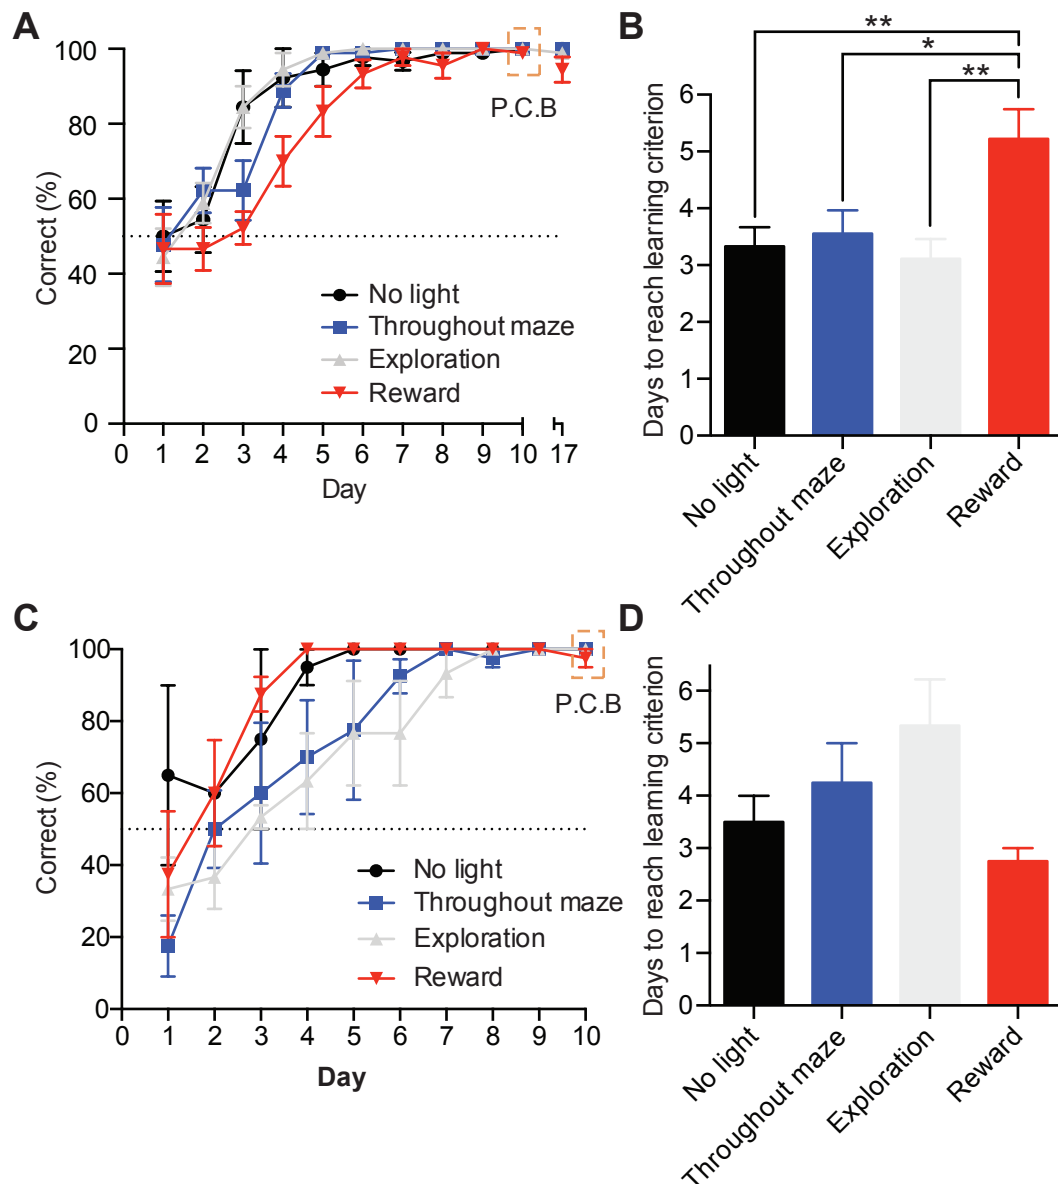 A
100
80
60
40
20
0
Correct (%)
P.C.B
No light
Throughout maze
Exploration
Reward
0 1 2 3 4 5 6 7 8 9 10 17
Day
B
** 
*
**
6
5
4
3
2
1
0
Days to reach learning criterion
No light
Throughout maze
Exploration
Reward
C
100
80
60
40
20
0
Correct (%)
P.C.B
No light
Throughout maze
Exploration
Reward
0 1 2 3 4 5 6 7 8 9 10
Day
D
6
5
4
3
2
1
0
Days to reach learning criterion
No light
Throughout maze
Exploration
Reward